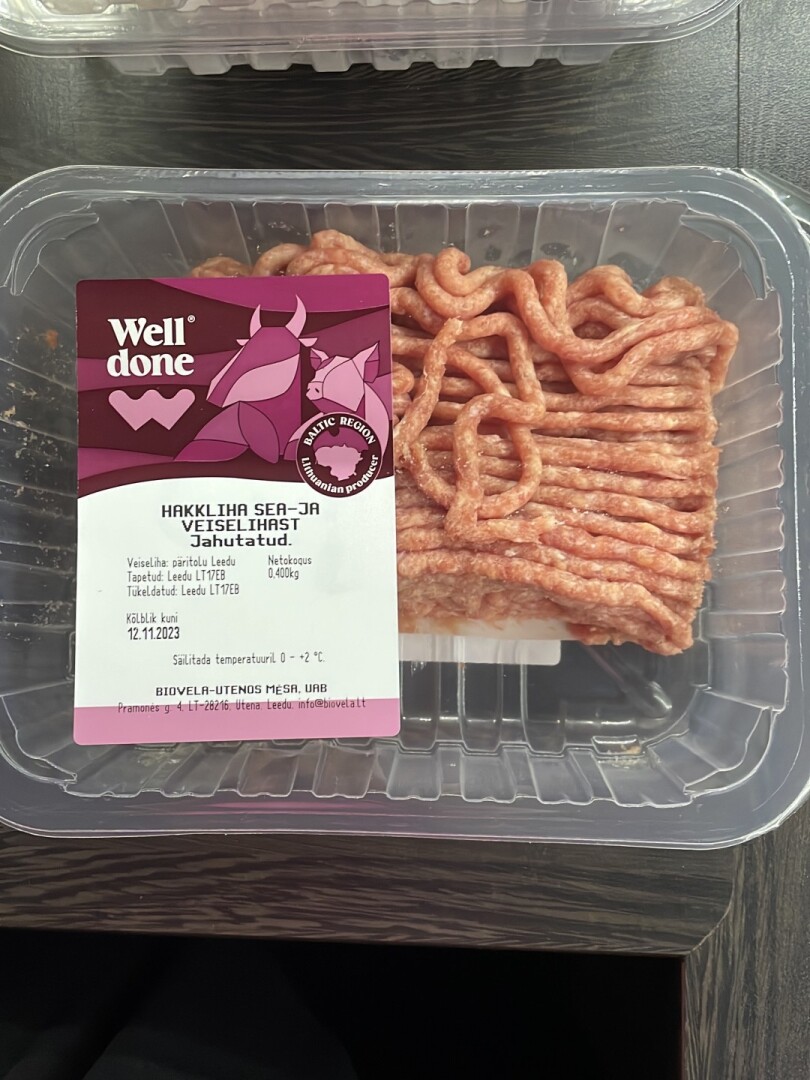 Well®
done
BALTIC REGION
Lithuanian producer
HAKKLIHA SEA-JA
VEISELIHAST
Jahutatud.
Veiseliha: päritolu Leedu
Tapetud: Leedu LT17EB
Tükeldatud: Leedu LT17EB
Netokogus
0,400kg
Kõlblik kuni
12.11.2023
Säilitada temperatuuril 0 - +2 °C.
BIOVELA-UTENOS MĖSA, UAB
Pramonės g. 4, LT-28216, Utena, Leedu. info@biovela.lt